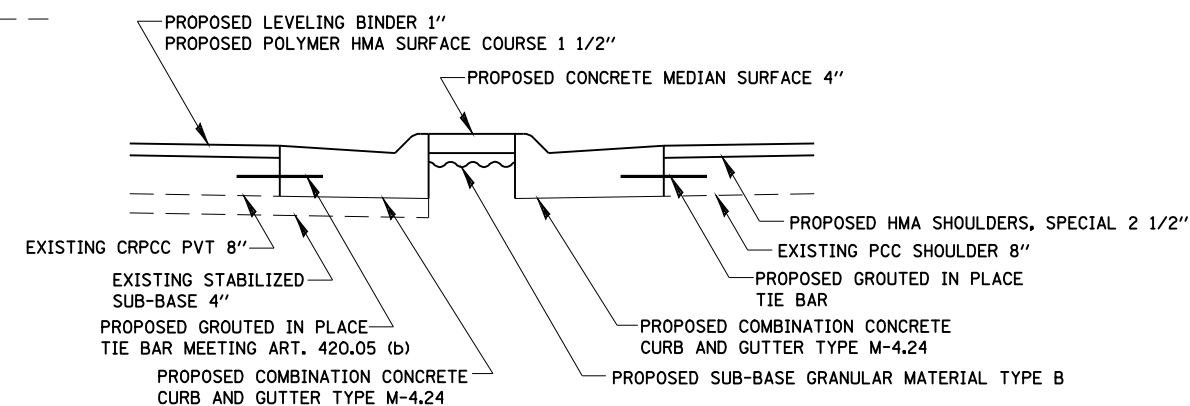 PROPOSED LEVELING BINDER 1"
PROPOSED POLYMER HMA SURFACE COURSE 1 1/2"
PROPOSED CONCRETE MEDIAN SURFACE 4"
PROPOSED HMA SHOULDERS, SPECIAL 2 1/2"
EXISTING CRPCC PVT 8"
EXISTING PCC SHOULDER 8"
EXISTING STABILIZED
SUB-BASE 4"
PROPOSED GROUTED IN PLACE
TIE BAR
PROPOSED GROUTED IN PLACE
TIE BAR MEETING ART. 420.05 (b)
PROPOSED COMBINATION CONCRETE
CURB AND GUTTER TYPE M-4.24
PROPOSED COMBINATION CONCRETE
CURB AND GUTTER TYPE M-4.24
PROPOSED SUB-BASE GRANULAR MATERIAL TYPE B